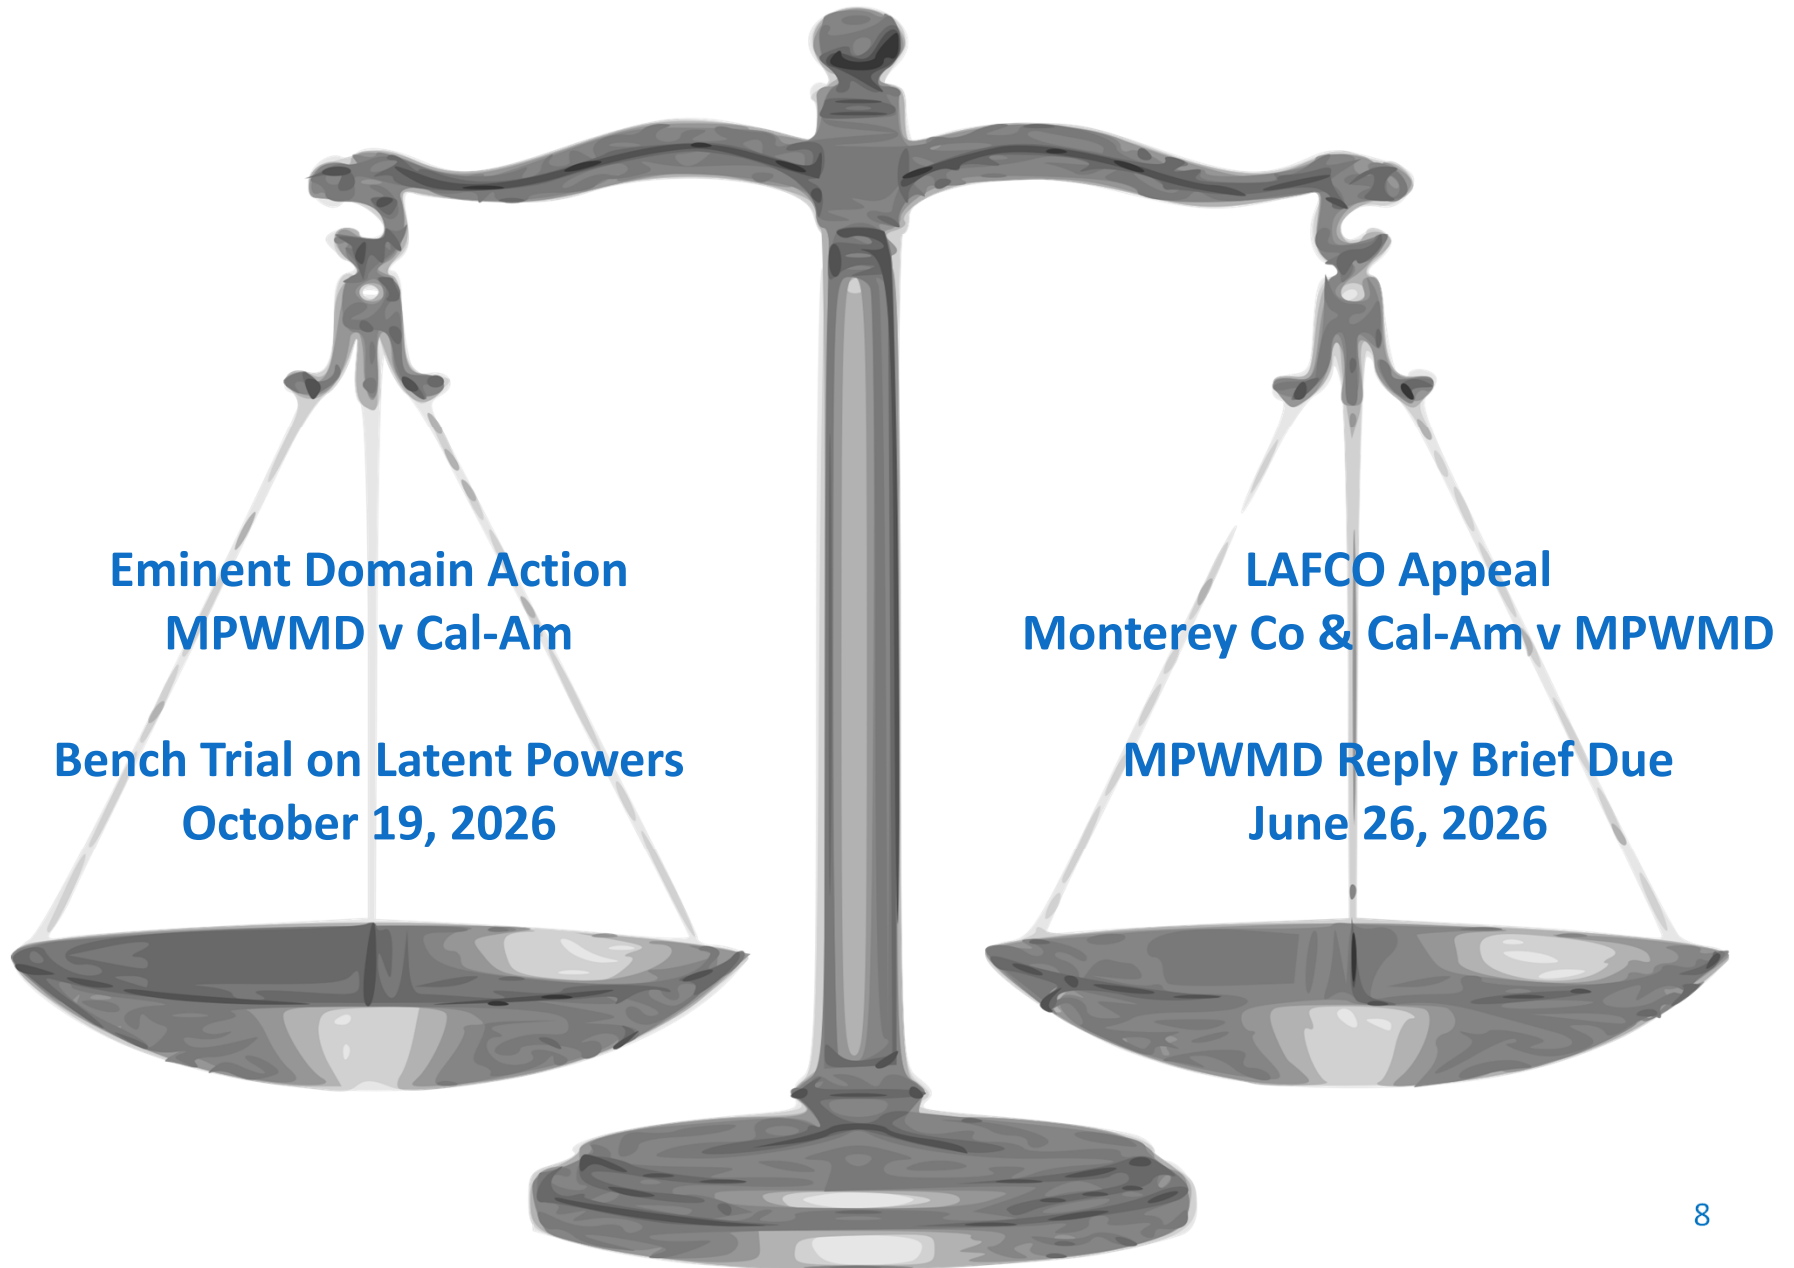 Eminent Domain Action
MPWMD v Cal-Am
Bench Trial on Latent Powers
October 19, 2026
LAFCO Appeal
Monterey Co & Cal-Am v MPWMD
MPWMD Reply Brief Due
June 26, 2026
8